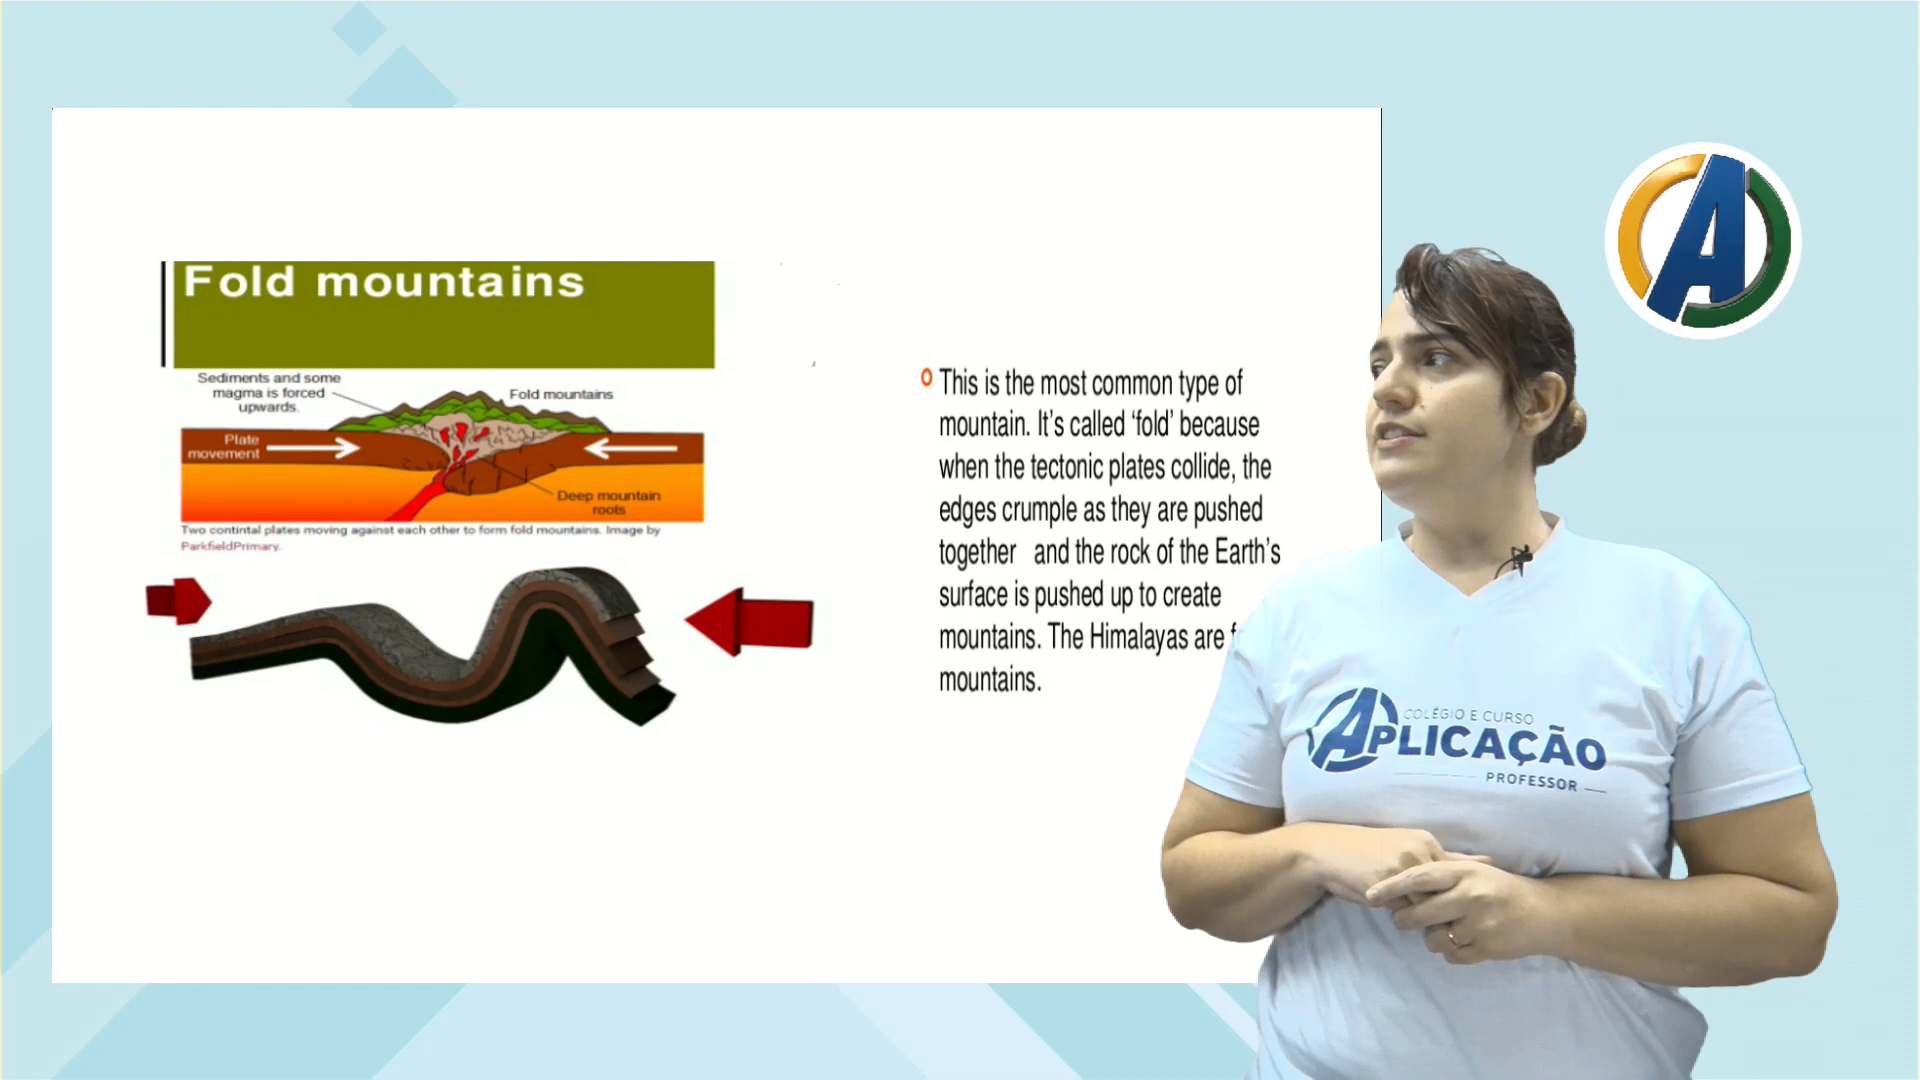 Fold mountains
Sediments and some
magma is forced
upwards.
Fold mountains
Plate
movement
Deep mountain
roots
Two contintal plates moving against each other to form fold mountains. Image by
ParkfieldPrimary.
This is the most common type of
mountain. It's called ‘fold’ because
when the tectonic plates collide, the
edges crumple as they are pushed
together and the rock of the Earth's
surface is pushed up to create
mountains. The Himalayas are
mountains.
A
COLÉGIO E CURSO
APLICAÇÃO
PROFESSOR